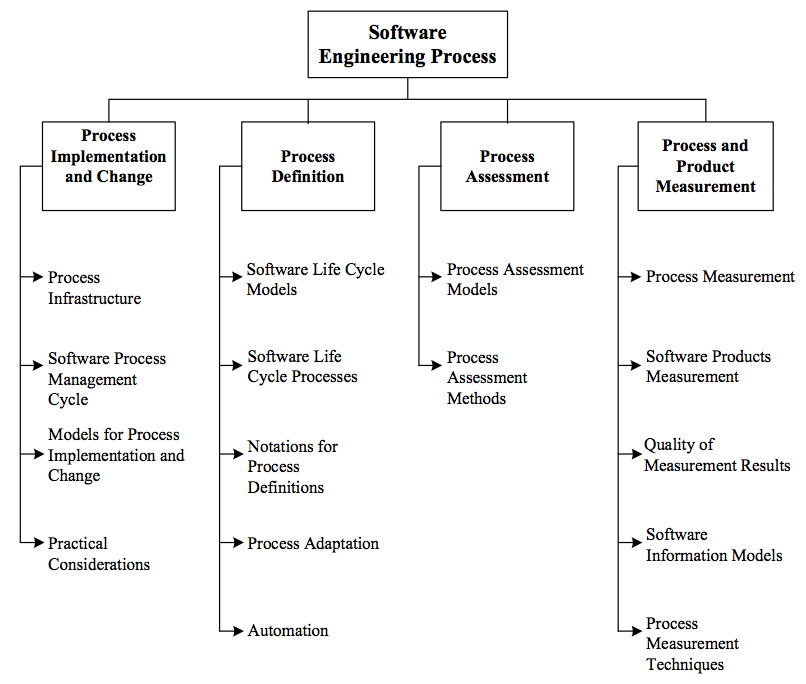 Software
Engineering Process
Process
Implementation
and Change
Process
Infrastructure
Software Process
Management
Cycle
Models for Process
Implementation and
Change
Practical
Considerations
Process
Definition
Software Life Cycle
Models
Software Life
Cycle Processes
Notations for
Process
Definitions
Process Adaptation
Automation
Process
Assessment
Process Assessment
Models
Process
Assessment
Methods
Process and
Product
Measurement
Process Measurement
Software Products
Measurement
Quality of
Measurement Results
Software
Information Models
Process
Measurement
Techniques